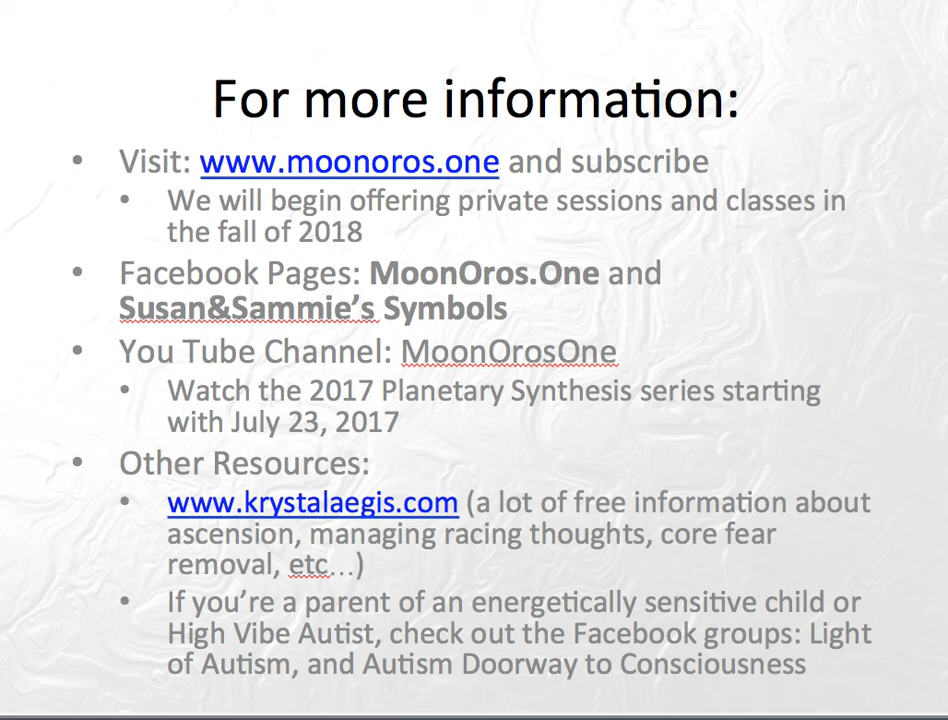 For more information:
• Visit: www.moonoros.one and subscribe
• We will begin offering private sessions and classes in
the fall of 2018
• Facebook Pages: MoonOros.One and
Susan&Sammie’s Symbols
• You Tube Channel: MoonOrosOne
• Watch the 2017 Planetary Synthesis series starting
with July 23, 2017
• Other Resources:
• www.krystalaegis.com (a lot of free information about
ascension, managing racing thoughts, core fear
removal, etc…)
• If you’re a parent of an energetically sensitive child or
High Vibe Autist, check out the Facebook groups: Light
of Autism, and Autism Doorway to Consciousness